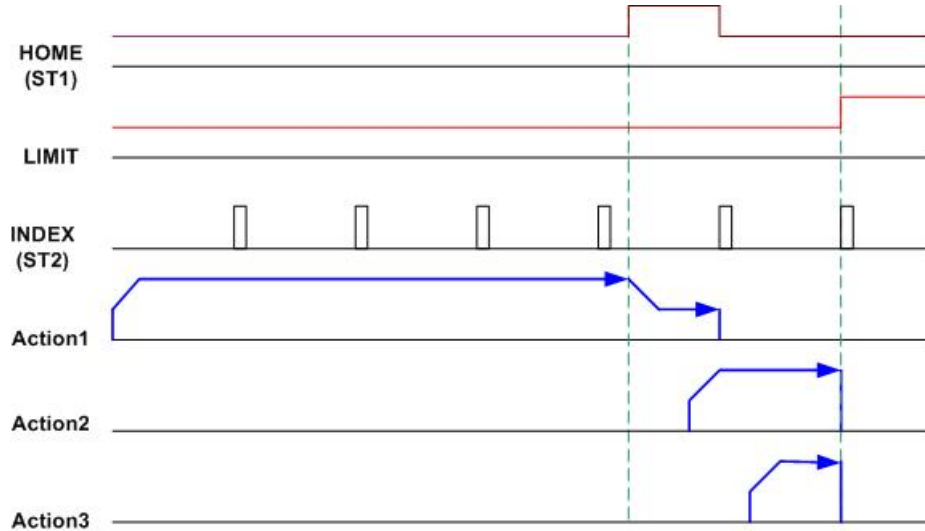 HOME
(ST1)
LIMIT
INDEX
(ST2)
Action1
Action2
Action3